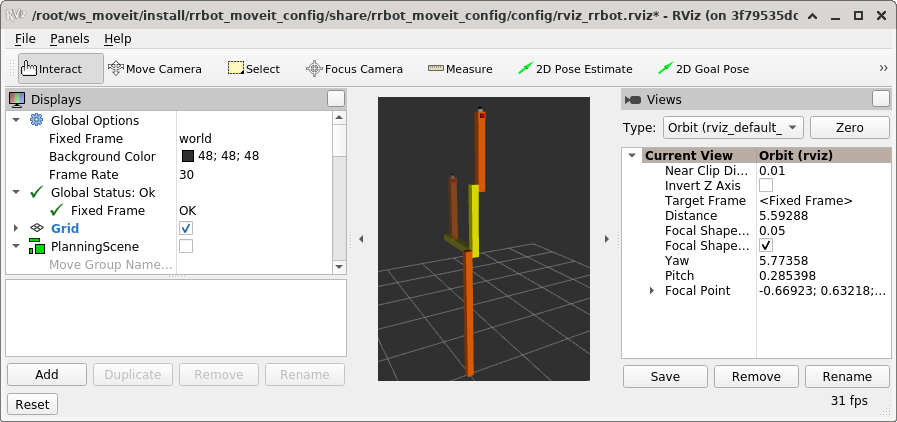 RViz /root/ws_moveit/install/rrbot_moveit_config/share/rrbot_moveit_config/config/rviz_rrbot.rviz* - RViz (on 3f79535dc
File Panels Help
Interact Move Camera Select Focus Camera Measure 2D Pose Estimate 2D Goal Pose »
Displays
Global Options
Fixed Frame world
Background Color 48; 48; 48
Frame Rate 30
Global Status: Ok
Fixed Frame OK
Grid
PlanningScene
Move Group Name...
Add Duplicate Remove Rename
Reset
Views
Type: Orbit (rviz_default_ Zero
Current View Orbit (rviz)
Near Clip Di... 0.01
Invert Z Axis
Target Frame <Fixed Frame>
Distance 5.59288
Focal Shape... 0.05
Focal Shape...
Yaw 5.77358
Pitch 0.285398
Focal Point -0.66923; 0.63218;...
Save Remove Rename
31 fps